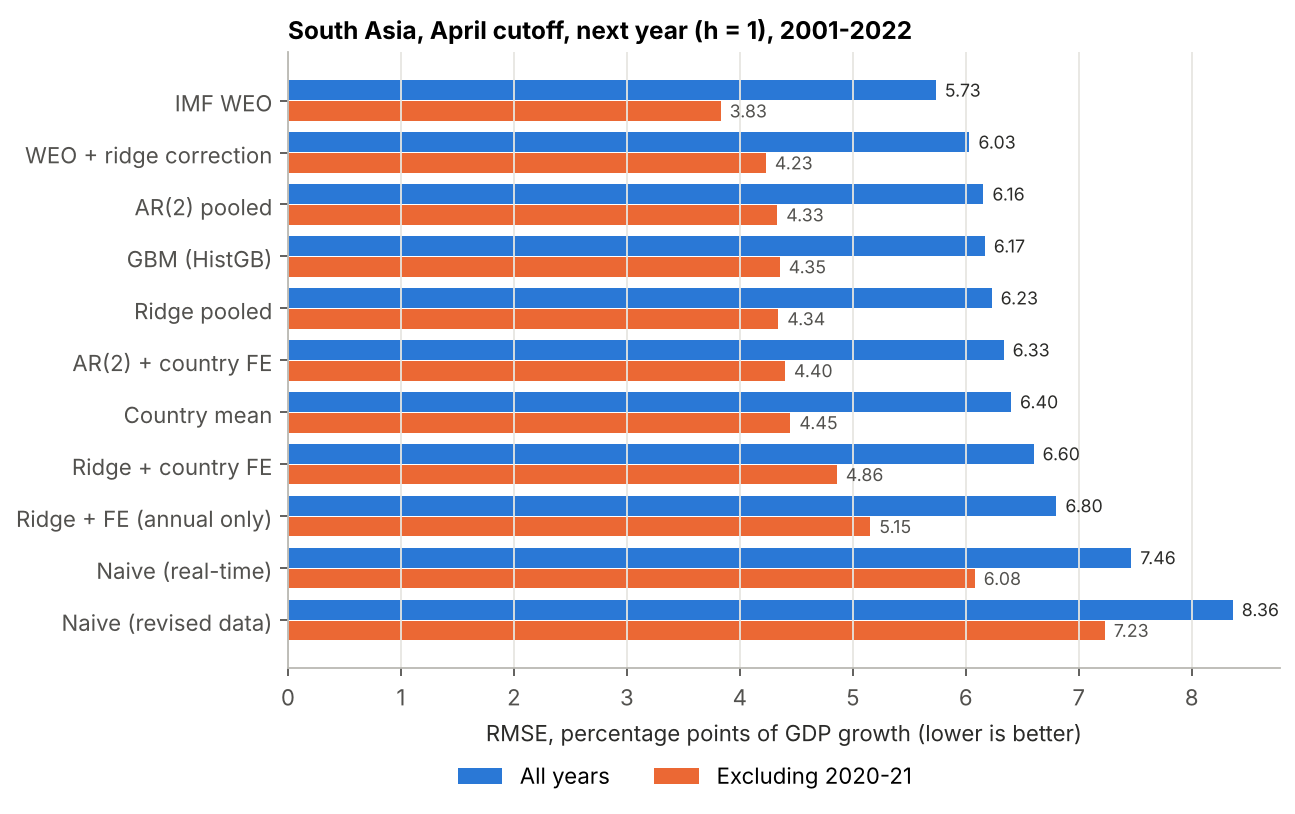 South Asia, April cutoff, next year (h = 1), 2001-2022
IMF WEO
5.73
3.83
WEO + ridge correction
6.03
4.23
AR(2) pooled
6.16
4.33
GBM (HistGB)
6.17
4.35
Ridge pooled
6.23
4.34
AR(2) + country FE
6.33
4.40
Country mean
6.40
4.45
Ridge + country FE
6.60
4.86
Ridge + FE (annual only)
6.80
5.15
Naive (real-time)
7.46
6.08
Naive (revised data)
8.36
7.23
0 1 2 3 4 5 6 7 8
RMSE, percentage points of GDP growth (lower is better)
All years Excluding 2020-21